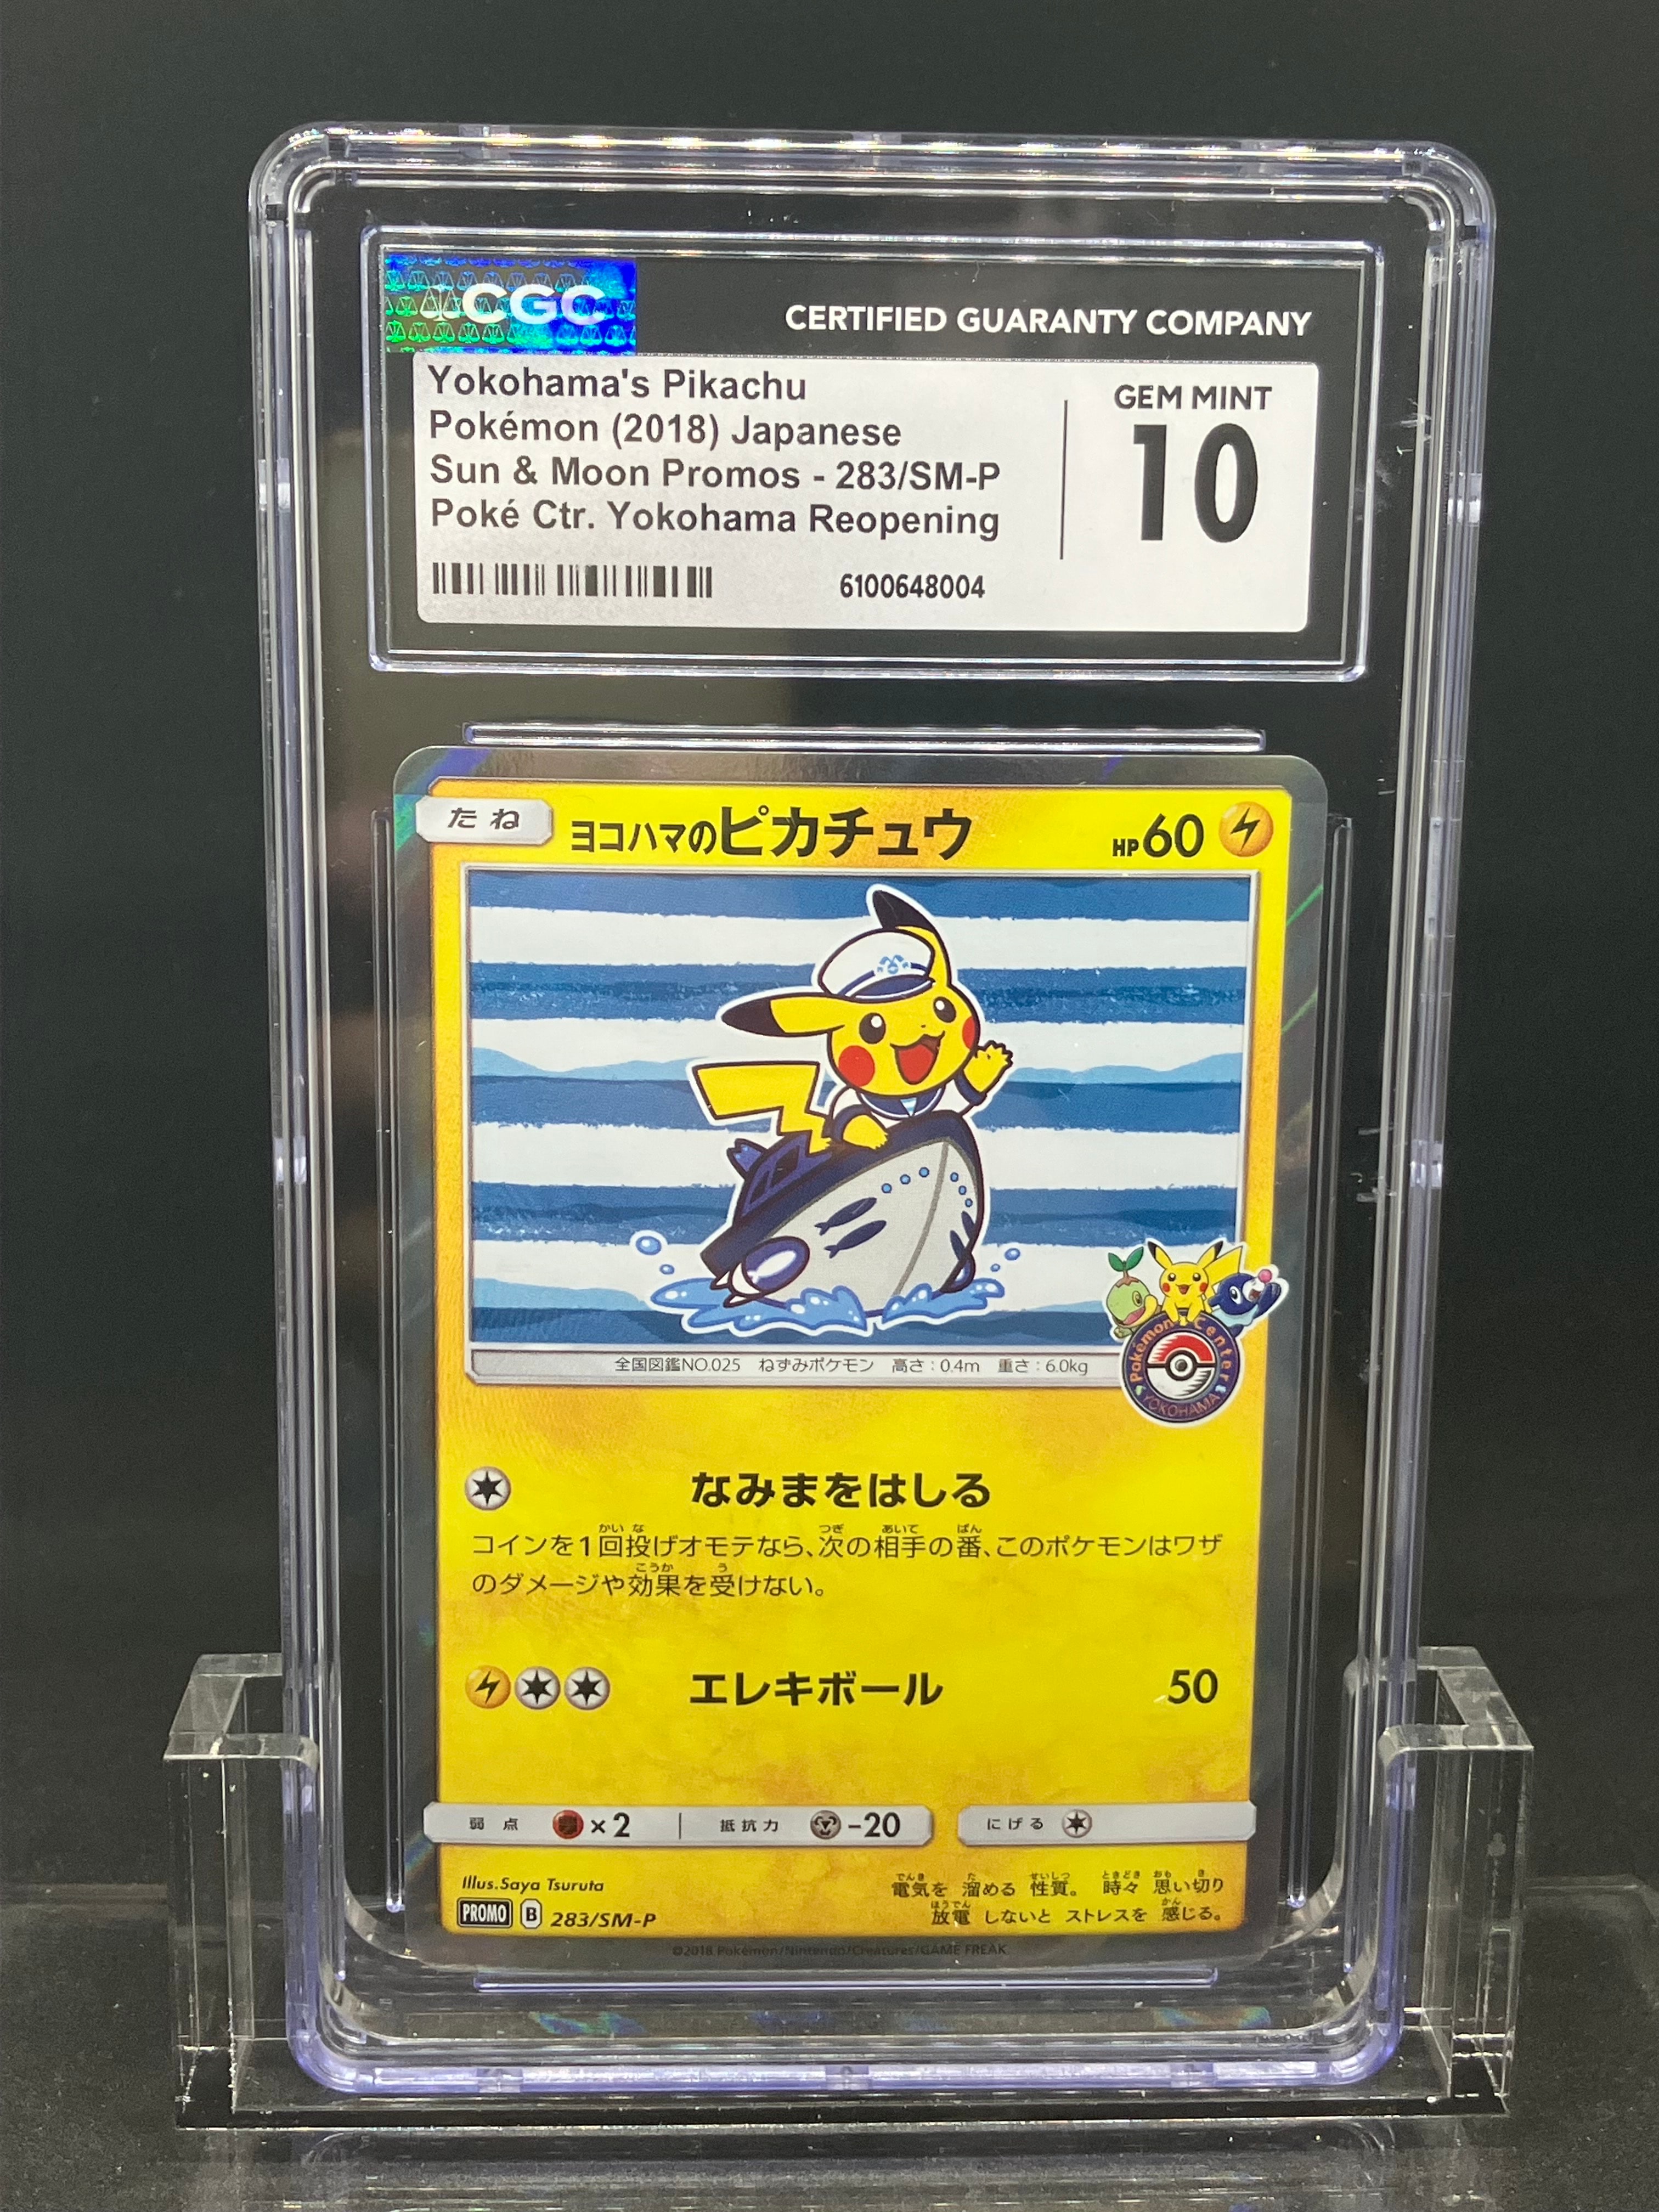 CGC
CERTIFIED GUARANTY COMPANY
Yokohama's Pikachu
Pokémon (2018) Japanese
Sun & Moon Promos - 283/SM-P
Poké Ctr. Yokohama Reopening
6100648004
GEM MINT
10
たね
ヨコハマのピカチュウ
HP60
全国図鑑NO.025 ねずみポケモン 高さ:0.4m 重さ:6.0kg
Pokémon Center
YOKOHAMA
なみまをはしる
コインを1回投げオモテなら、次の相手の番、このポケモンはワザ
のダメージや効果を受けない。
エレキボール 50
弱点 ×2 抵抗力 -20 にげる
Illus.Saya Tsuruta
PROMO B 283/SM-P
電気を 溜める 性質。 時々 思い切り
放電 しないと ストレスを 感じる。
©2018 Pokémon/Nintendo/Creatures/GAME FREAK